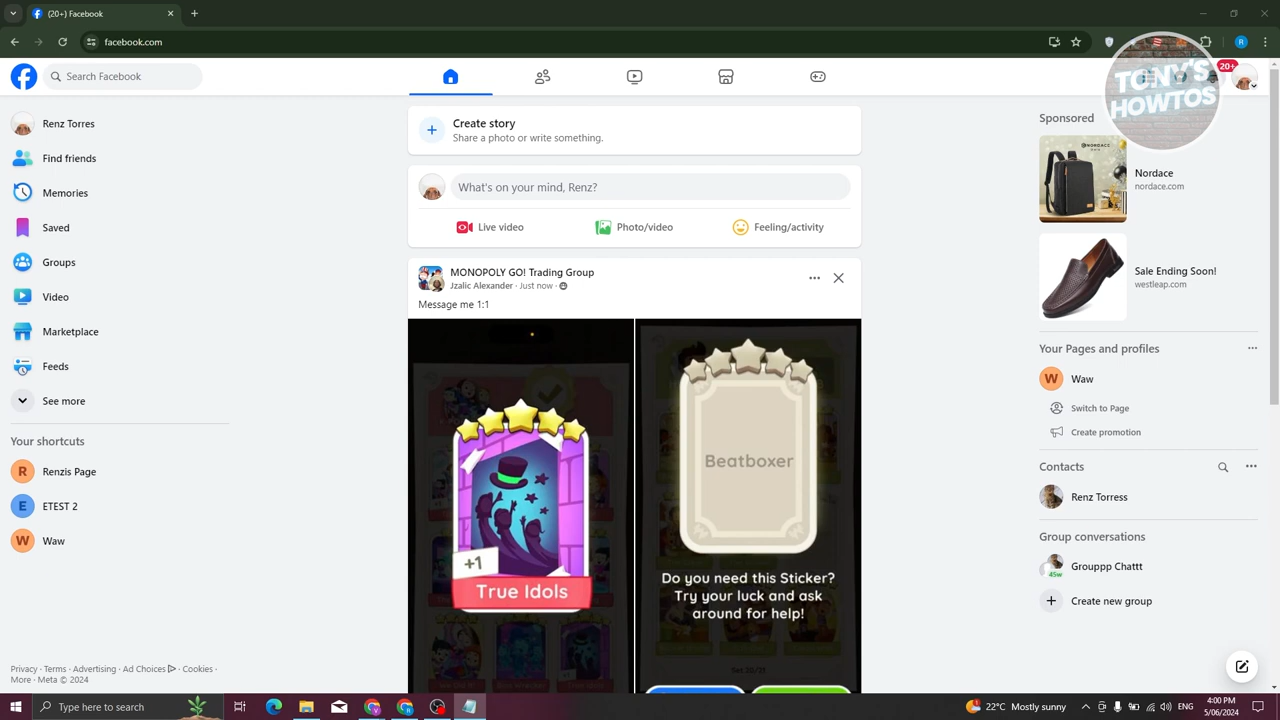 (20+) Facebook
facebook.com
Search Facebook
20+
TONY'S
HOWTOS
Renz Torres
Find friends
Memories
Saved
Groups
Video
Marketplace
Feeds
See more
Your shortcuts
R Renzis Page
E ETEST 2
W Waw
Privacy · Terms · Advertising · Ad Choices · Cookies ·
More · Meta © 2024
Create story
Share a photo or write something.
What's on your mind, Renz?
Live video
Photo/video
Feeling/activity
MONOPOLY GO! Trading Group
Jzalic Alexander · Just now ·
Message me 1:1
+1
True Idols
Beatboxer
Do you need this Sticker?
Try your luck and ask
around for help!
Sponsored
NORDACE
Nordace
nordace.com
Sale Ending Soon!
westleap.com
Your Pages and profiles
W Waw
Switch to Page
Create promotion
Contacts
Renz Torress
Group conversations
45w
Grouppp Chattt
Create new group
Type here to search
22°C Mostly sunny
ENG
4:00 PM
5/06/2024